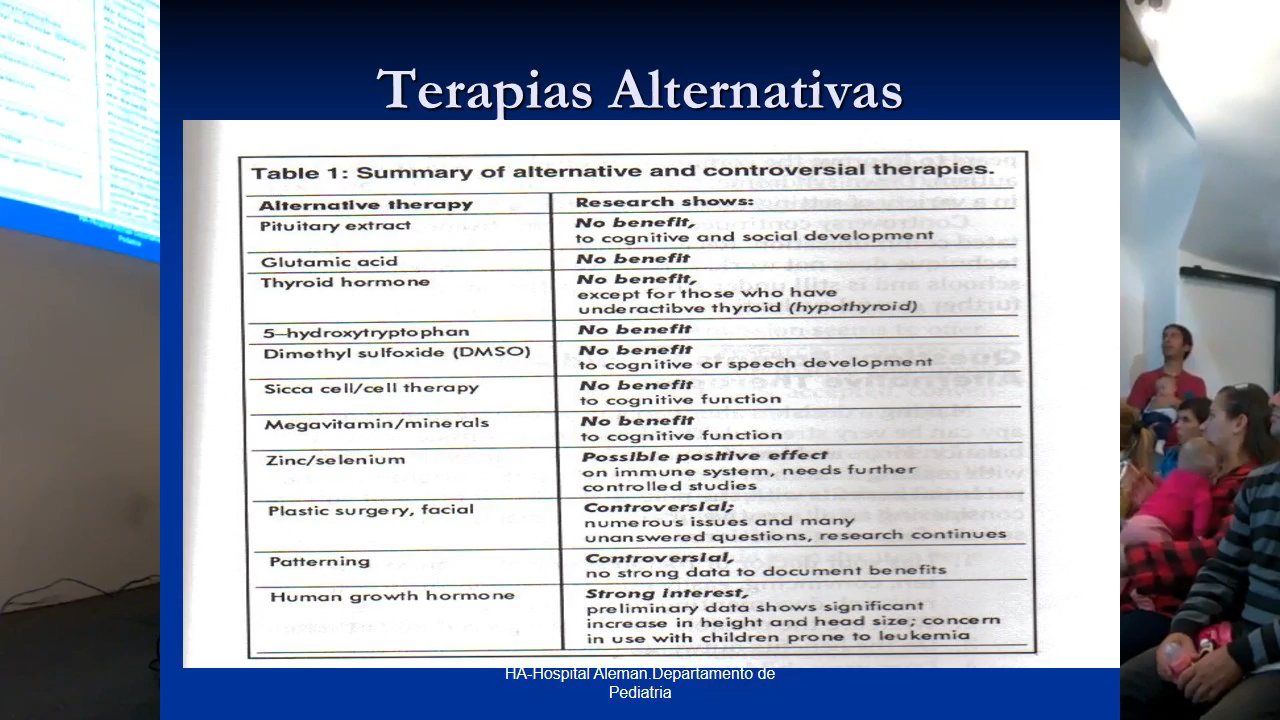 Terapias Alternativas
Table 1: Summary of alternative and controversial therapies.
Alternative therapy Research shows:
Pituitary extract No benefit,
to cognitive and social development
Glutamic acid No benefit
Thyroid hormone No benefit,
except for those who have
underactibve thyroid (hypothyroid)
5-hydroxytryptophan No benefit
Dimethyl sulfoxide (DMSO) No benefit
to cognitive or speech development
Sicca cell/cell therapy No benefit
to cognitive function
Megavitamin/minerals No benefit
to cognitive function
Zinc/selenium Possible positive effect
on immune system, needs further
controlled studies
Plastic surgery, facial Controversial;
numerous issues and many
unanswered questions, research continues
Patterning Controversial,
no strong data to document benefits
Human growth hormone Strong interest,
preliminary data shows significant
increase in height and head size; concern
in use with children prone to leukemia
HA-Hospital Aleman.Departamento de
Pediatria